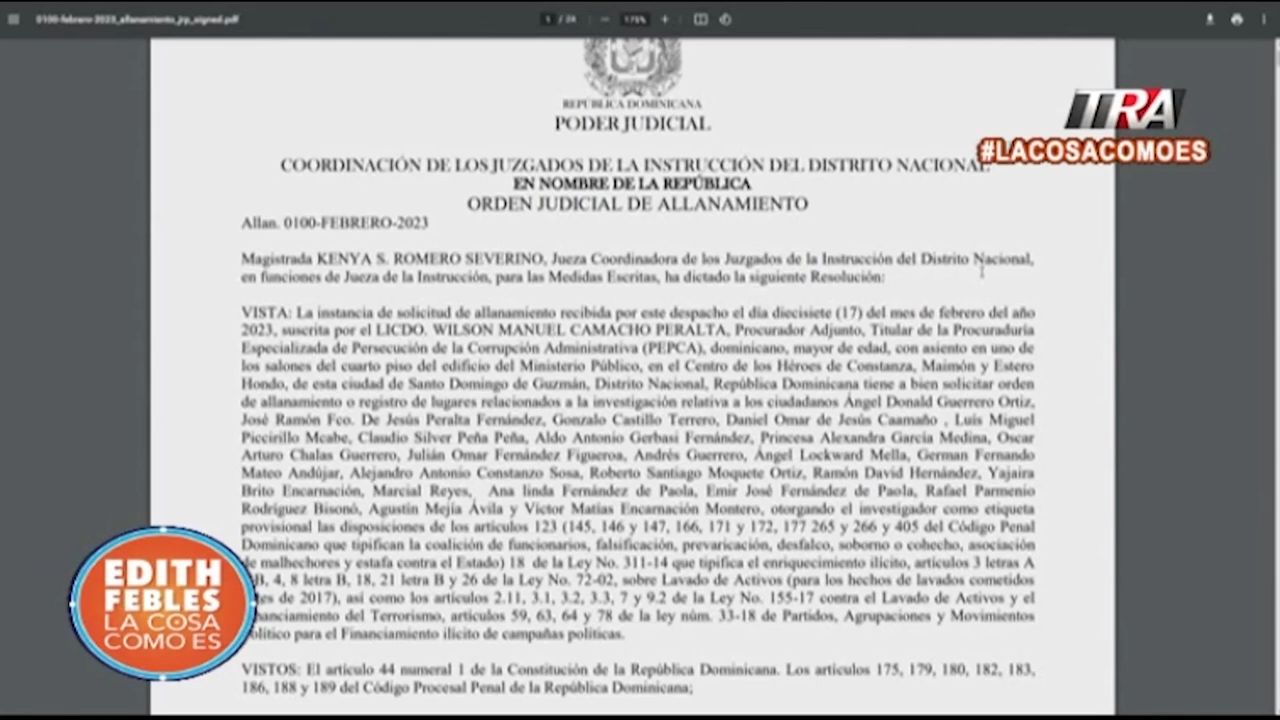 0100-febrero-2023_allanamiento_jrp_signed.pdf
1 / 24
175%
REPÚBLICA DOMINICANA
PODER JUDICIAL
TRA
#LACOSACOMOES
COORDINACIÓN DE LOS JUZGADOS DE LA INSTRUCCIÓN DEL DISTRITO NACIONAL
EN NOMBRE DE LA REPÚBLICA
ORDEN JUDICIAL DE ALLANAMIENTO
Allan. 0100-FEBRERO-2023
Magistrada KENYA S. ROMERO SEVERINO, Jueza Coordinadora de los Juzgados de la Instrucción del Distrito Nacional,
en funciones de Jueza de la Instrucción, para las Medidas Escritas, ha dictado la siguiente Resolución:
VISTA: La instancia de solicitud de allanamiento recibida por este despacho el día diecisiete (17) del mes de febrero del año
2023, suscrita por el LICDO. WILSON MANUEL CAMACHO PERALTA, Procurador Adjunto, Titular de la Procuraduría
Especializada de Persecución de la Corrupción Administrativa (PEPCA), dominicano, mayor de edad, con asiento en uno de
los salones del cuarto piso del edificio del Ministerio Público, en el Centro de los Héroes de Constanza, Maimón y Estero
Hondo, de esta ciudad de Santo Domingo de Guzmán, Distrito Nacional, República Dominicana tiene a bien solicitar orden
de allanamiento o registro de lugares relacionados a la investigación relativa a los ciudadanos Ángel Donald Guerrero Ortiz,
José Ramón Fco. De Jesús Peralta Fernández, Gonzalo Castillo Terrero, Daniel Omar de Jesús Caamaño , Luis Miguel
Piccirillo Mcabe, Claudio Silver Peña Peña, Aldo Antonio Gerbasi Fernández, Princesa Alexandra García Medina, Oscar
Arturo Chalas Guerrero, Julián Omar Fernández Figueroa, Andrés Guerrero, Ángel Lockward Mella, German Fernando
Mateo Andújar, Alejandro Antonio Constanzo Sosa, Roberto Santiago Moquete Ortiz, Ramón David Hernández, Yajaira
Brito Encarnación, Marcial Reyes, Ana linda Fernández de Paola, Emir José Fernández de Paola, Rafael Parmenio
Rodríguez Bisonó, Agustín Mejía Ávila y Víctor Matías Encarnación Montero, otorgando el investigador como etiqueta
provisional las disposiciones de los artículos 123 (145, 146 y 147, 166, 171 y 172, 177 265 y 266 y 405 del Código Penal
Dominicano que tipifican la coalición de funcionarios, falsificación, prevaricación, desfalco, soborno o cohecho, asociación
de malhechores y estafa contra el Estado) 18 de la Ley No. 311-14 que tipifica el enriquecimiento ilícito, artículos 3 letras A
B, 4, 8 letra B, 18, 21 letra B y 26 de la Ley No. 72-02, sobre Lavado de Activos (para los hechos de lavados cometidos
es de 2017), así como los artículos 2.11, 3.1, 3.2, 3.3, 7 y 9.2 de la Ley No. 155-17 contra el Lavado de Activos y el
nanciamiento del Terrorismo, artículos 59, 63, 64 y 78 de la ley núm. 33-18 de Partidos, Agrupaciones y Movimientos
olítico para el Financiamiento ilícito de campañas políticas.
VISTOS: El artículo 44 numeral 1 de la Constitución de la República Dominicana. Los artículos 175, 179, 180, 182, 183,
186, 188 y 189 del Código Procesal Penal de la República Dominicana;
EDITH
FEBLES
LA COSA
COMO ES